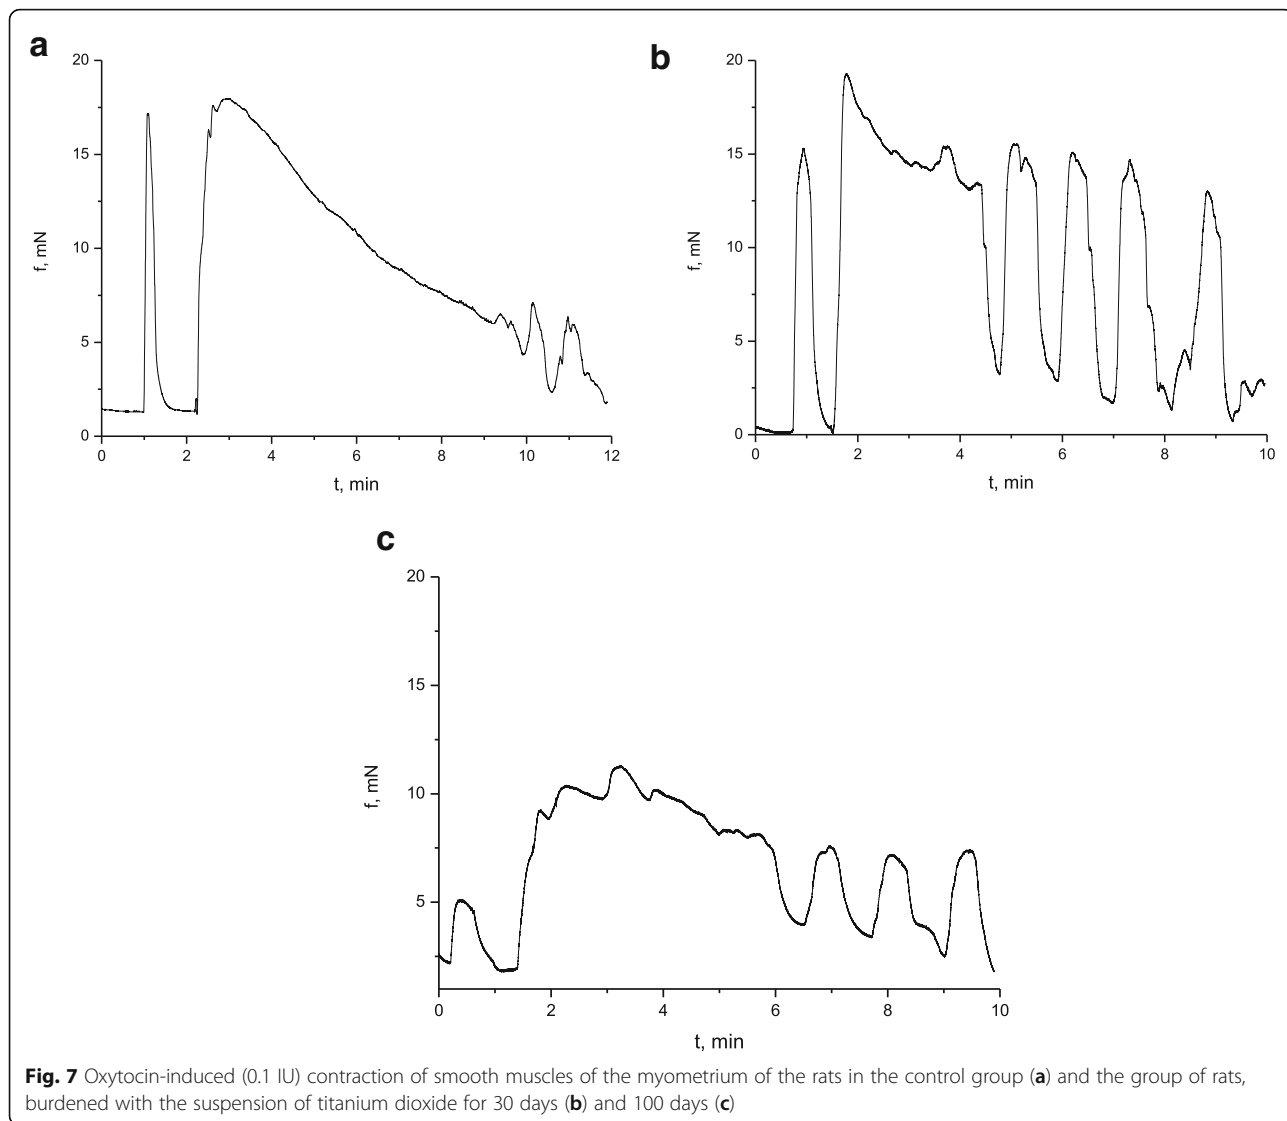 a
20
15
10
5
0
f, mN
0 2 4 6 8 10 12
t, min
b
20
15
10
5
0
f, mN
0 2 4 6 8 10
t, min
c
20
15
10
5
f, mN
0 2 4 6 8 10
t, min
Fig. 7 Oxytocin-induced (0.1 IU) contraction of smooth muscles of the myometrium of the rats in the control group (a) and the group of rats,
burdened with the suspension of titanium dioxide for 30 days (b) and 100 days (c)